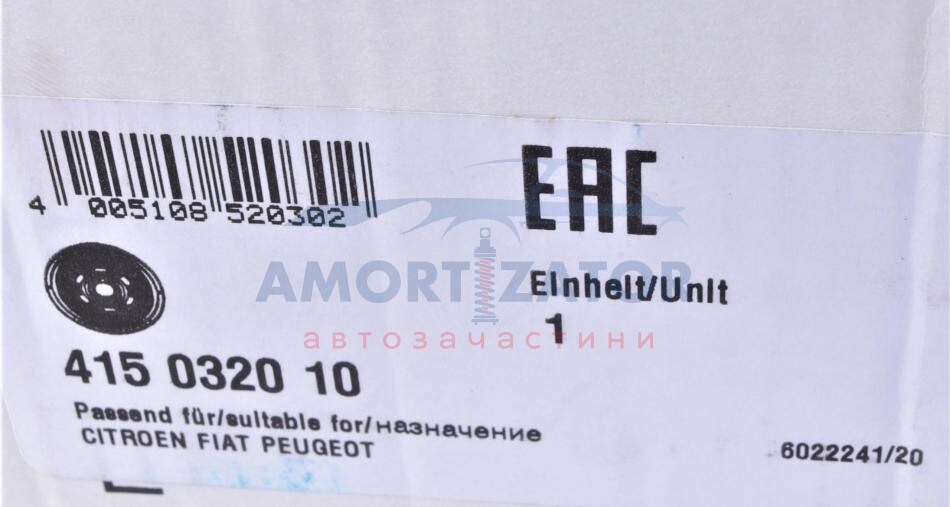 EAC
4 005108 520302
AMORTIZATOR
автозачастини
Einheit/Unit
1
415 0320 10
Passend für/suitable for/назначение
CITROEN FIAT PEUGEOT
6022241/20